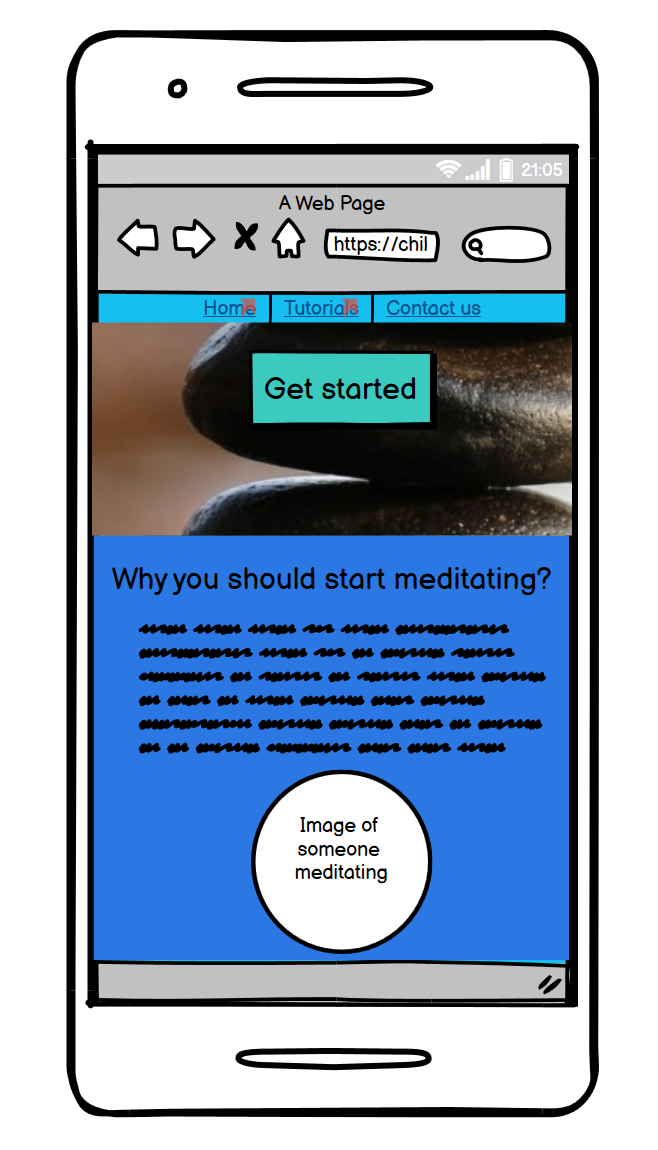 21:05
A Web Page
https://chil
Home Tutorials Contact us
Get started
Why you should start meditating?
Image of
someone
meditating